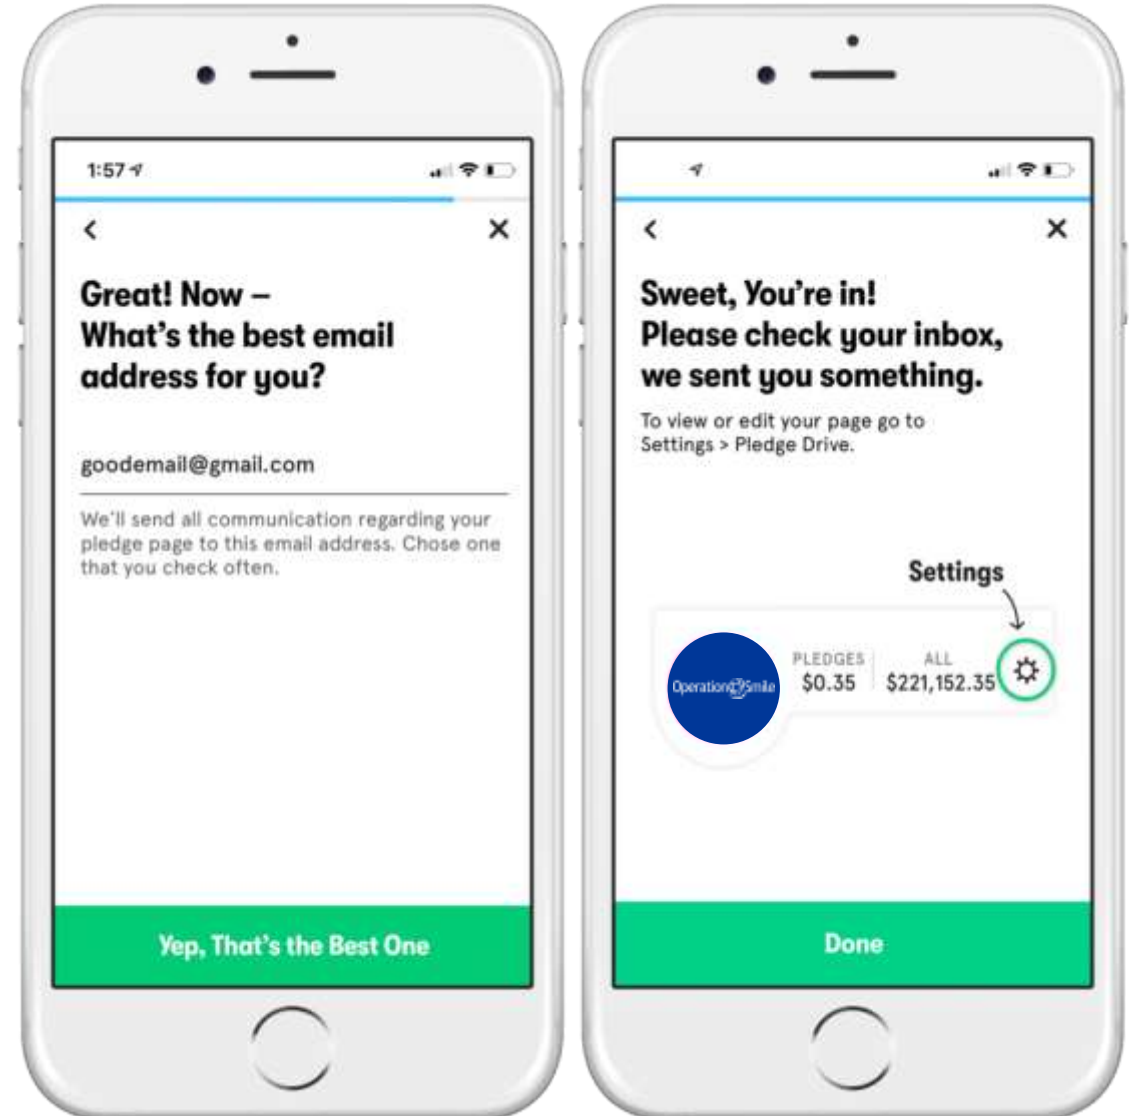 1:57
Great! Now –
What's the best email
address for you?
goodemail@gmail.com
We'll send all communication regarding your
pledge page to this email address. Chose one
that you check often.
Yep, That's the Best One
Sweet, You're in!
Please check your inbox,
we sent you something.
To view or edit your page go to
Settings > Pledge Drive.
Settings
Operation Smile
PLEDGES
$0.35
ALL
$221,152.35
Done